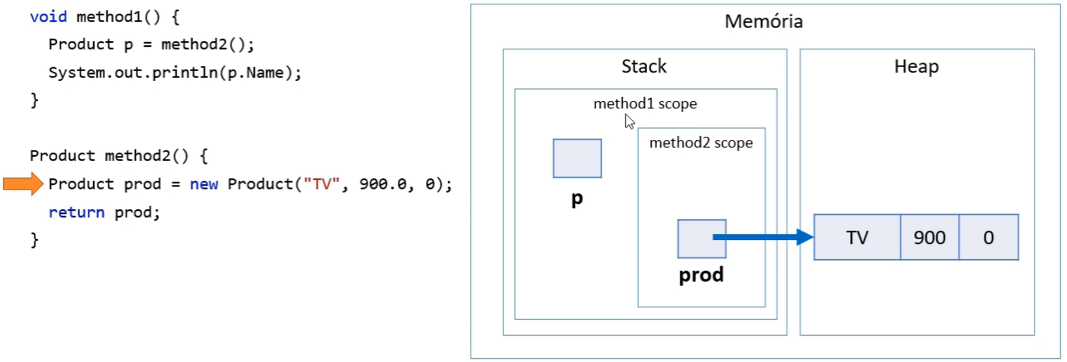 void method1() {
Product p = method2();
System.out.println(p.Name);
}
Product method2() {
Product prod = new Product("TV", 900.0, 0);
return prod;
}
Memória
Stack
Heap
method1 scope
method2 scope
p
prod
TV 900 0